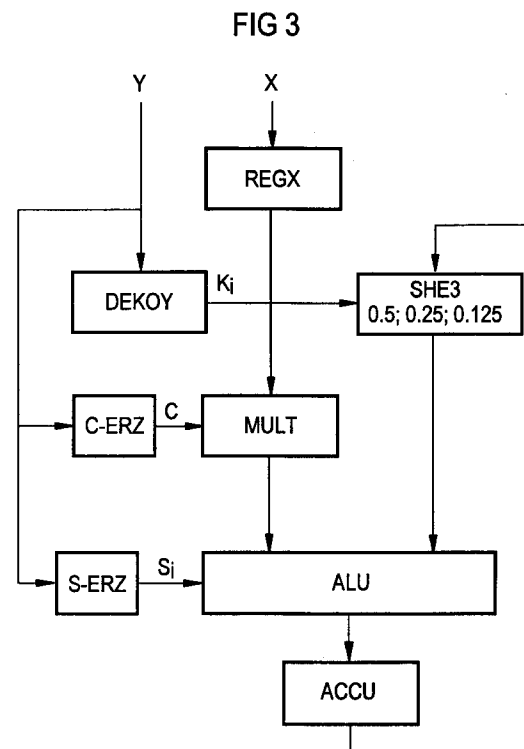 FIG 3
Y
X
REGX
DEKOY
Ki
SHE3
0.5; 0.25; 0.125
C-ERZ
C
MULT
S-ERZ
Si
ALU
ACCU